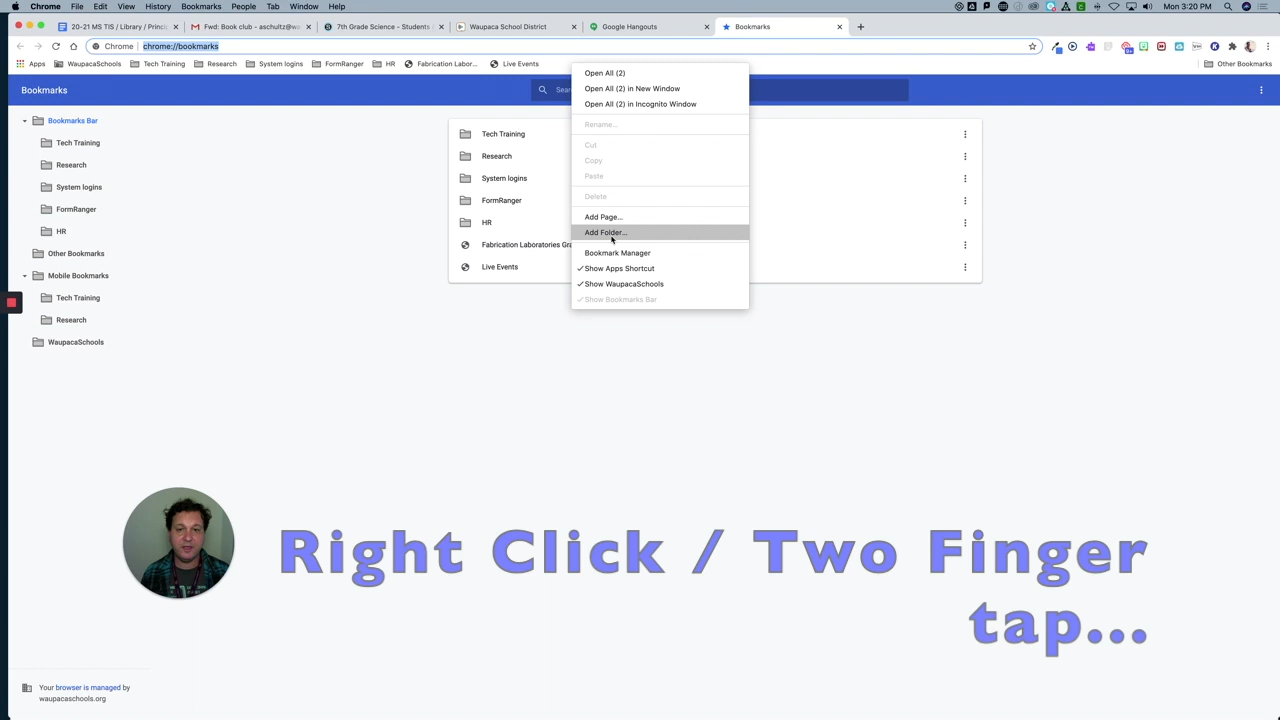 Chrome File Edit View History Bookmarks People Tab Window Help Mon 3:20 PM
20-21 MS TIS / Library / Princi Fwd: Book club - aschultz@wa 7th Grade Science - Students Waupaca School District Google Hangouts Bookmarks
Chrome chrome://bookmarks
Apps WaupacaSchools Tech Training Research System logins FormRanger HR Fabrication Labor... Live Events Other Bookmarks
Bookmarks
Sear
Open All (2)
Open All (2) in New Window
Open All (2) in Incognito Window
Rename...
Cut
Copy
Paste
Delete
Add Page...
Add Folder...
Bookmark Manager
Show Apps Shortcut
Show WaupacaSchools
Show Bookmarks Bar
Bookmarks Bar
Tech Training
Research
System logins
FormRanger
HR
Other Bookmarks
Mobile Bookmarks
Tech Training
Research
WaupacaSchools
Tech Training
Research
System logins
FormRanger
HR
Fabrication Laboratories Gra
Live Events
Right Click / Two Finger
tap...
Your browser is managed by
waupacaschools.org